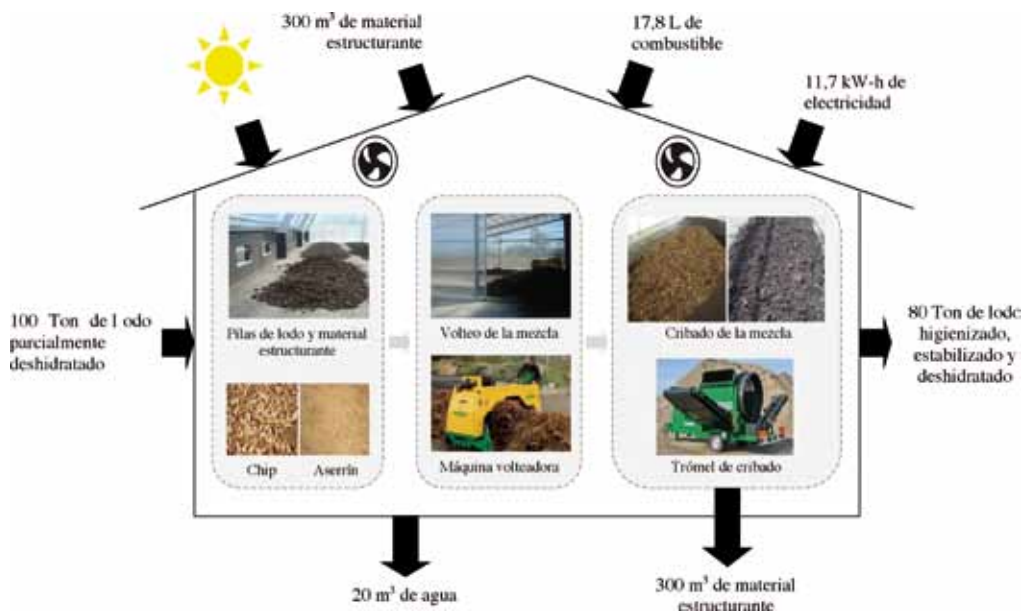 300 m³ de material
estructurante
17,8 L de
combustible
11,7 kW-h de
electricidad
100 Ton de l odo
parcialmente
deshidratado
Pilas de lodo y material
estructurante
Chip
Aserrín
Volteo de la mezcla
Máquina volteadora
Cribado de la mezcla
Trómel de cribado
80 Ton de lodo
higienizado,
estabilizado y
deshidratado
20 m³ de agua
300 m³ de material
estructurante